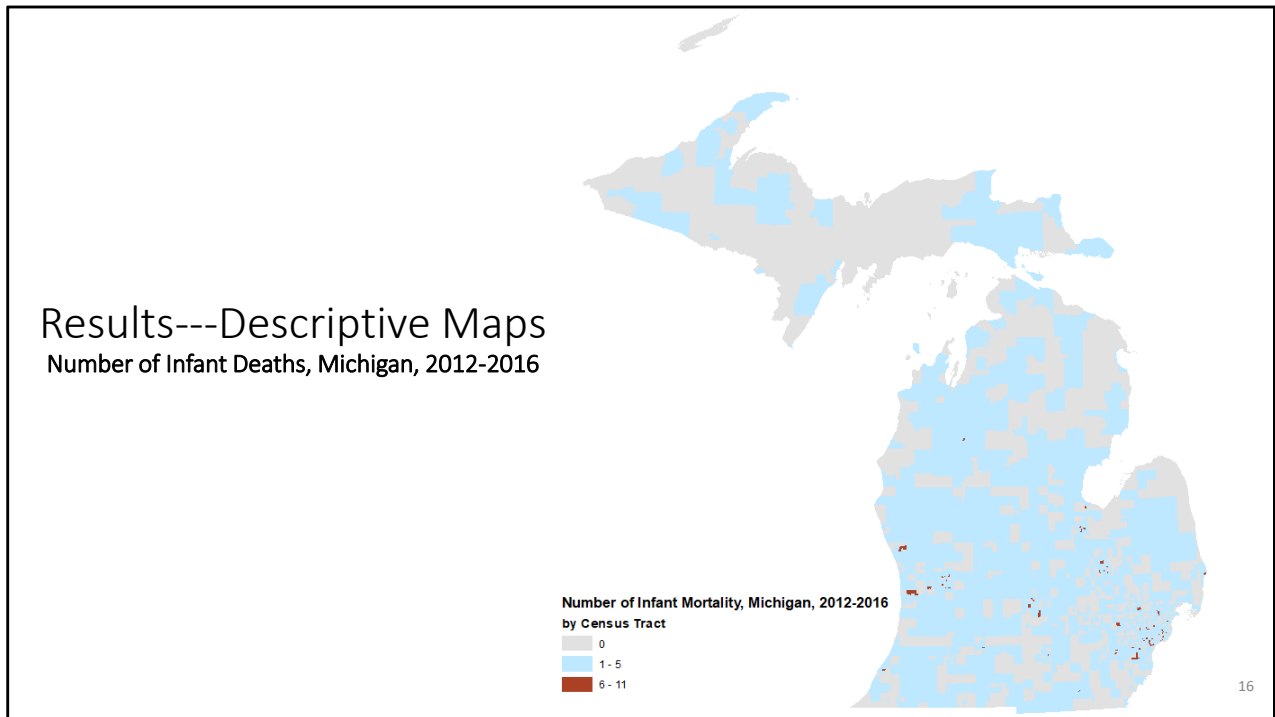 Results---Descriptive Maps
Number of Infant Deaths, Michigan, 2012-2016
Number of Infant Mortality, Michigan, 2012-2016
by Census Tract
0
1 - 5
6 - 11
16